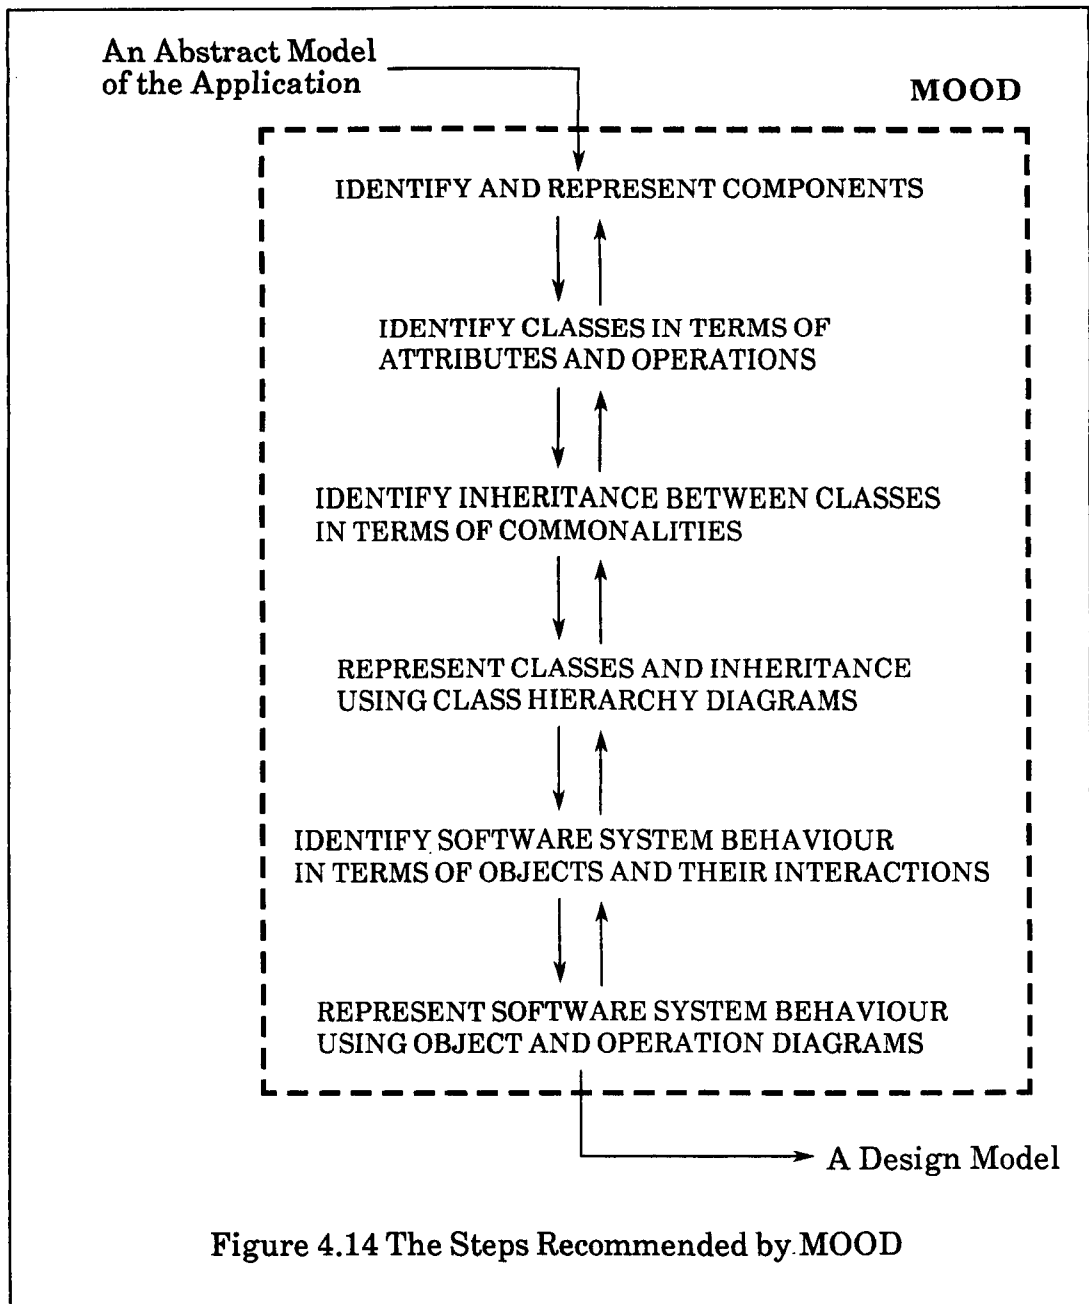 An Abstract Model
of the Application
MOOD
IDENTIFY AND REPRESENT COMPONENTS
IDENTIFY CLASSES IN TERMS OF
ATTRIBUTES AND OPERATIONS
IDENTIFY INHERITANCE BETWEEN CLASSES
IN TERMS OF COMMONALITIES
REPRESENT CLASSES AND INHERITANCE
USING CLASS HIERARCHY DIAGRAMS
IDENTIFY SOFTWARE SYSTEM BEHAVIOUR
IN TERMS OF OBJECTS AND THEIR INTERACTIONS
REPRESENT SOFTWARE SYSTEM BEHAVIOUR
USING OBJECT AND OPERATION DIAGRAMS
A Design Model
Figure 4.14 The Steps Recommended by MOOD